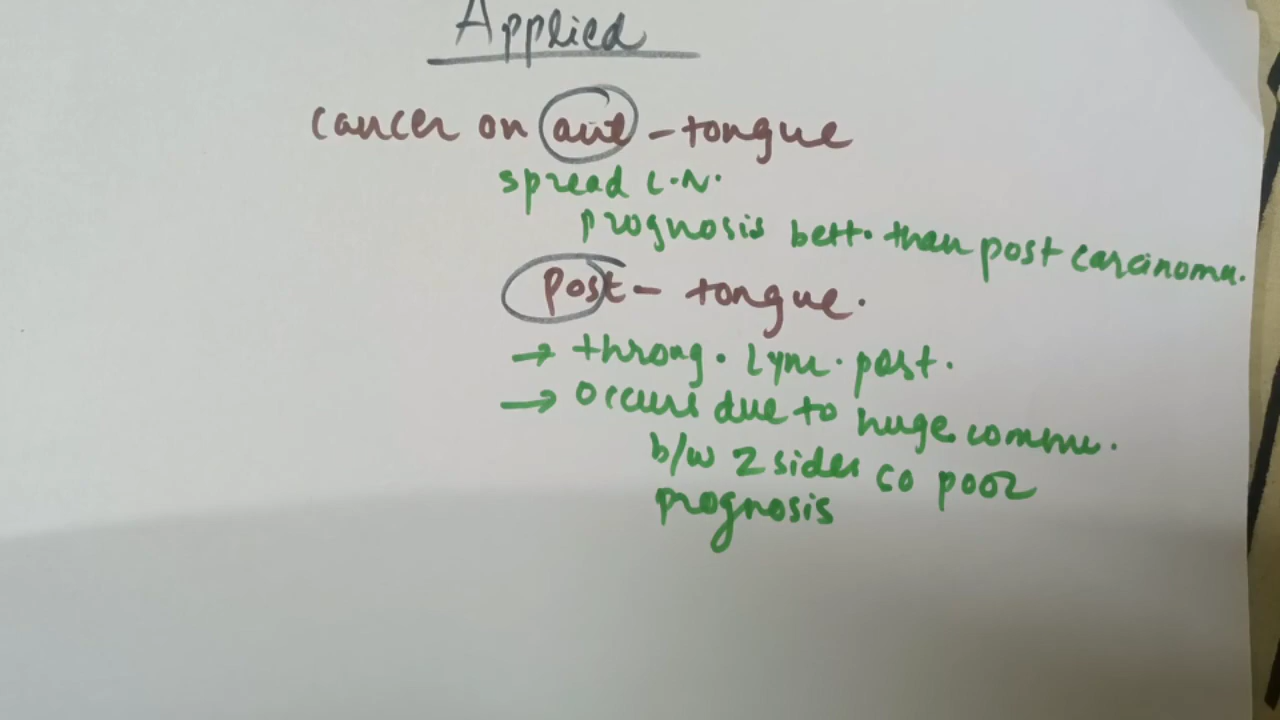 Applied
cancer on ant - tongue
spread L.N.
prognosis bett. than post carcinoma.
post - tongue.
→ throug. Lym. post.
→ occurs due to huge commu.
b/w 2 sides so poor
prognosis